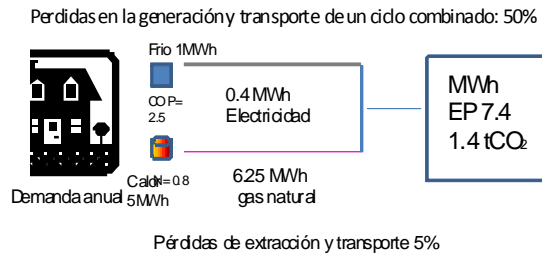 Perdidas en la generación y transporte de un ciclo combinado: 50%
Frio 1MWh
COP=
2.5
0.4 MWh
Electricidad
MWh
EP 7.4
1.4 tCO₂
Calor
N=0.8
5MWh
Demanda anual
6.25 MWh
gas natural
Pérdidas de extracción y transporte 5%